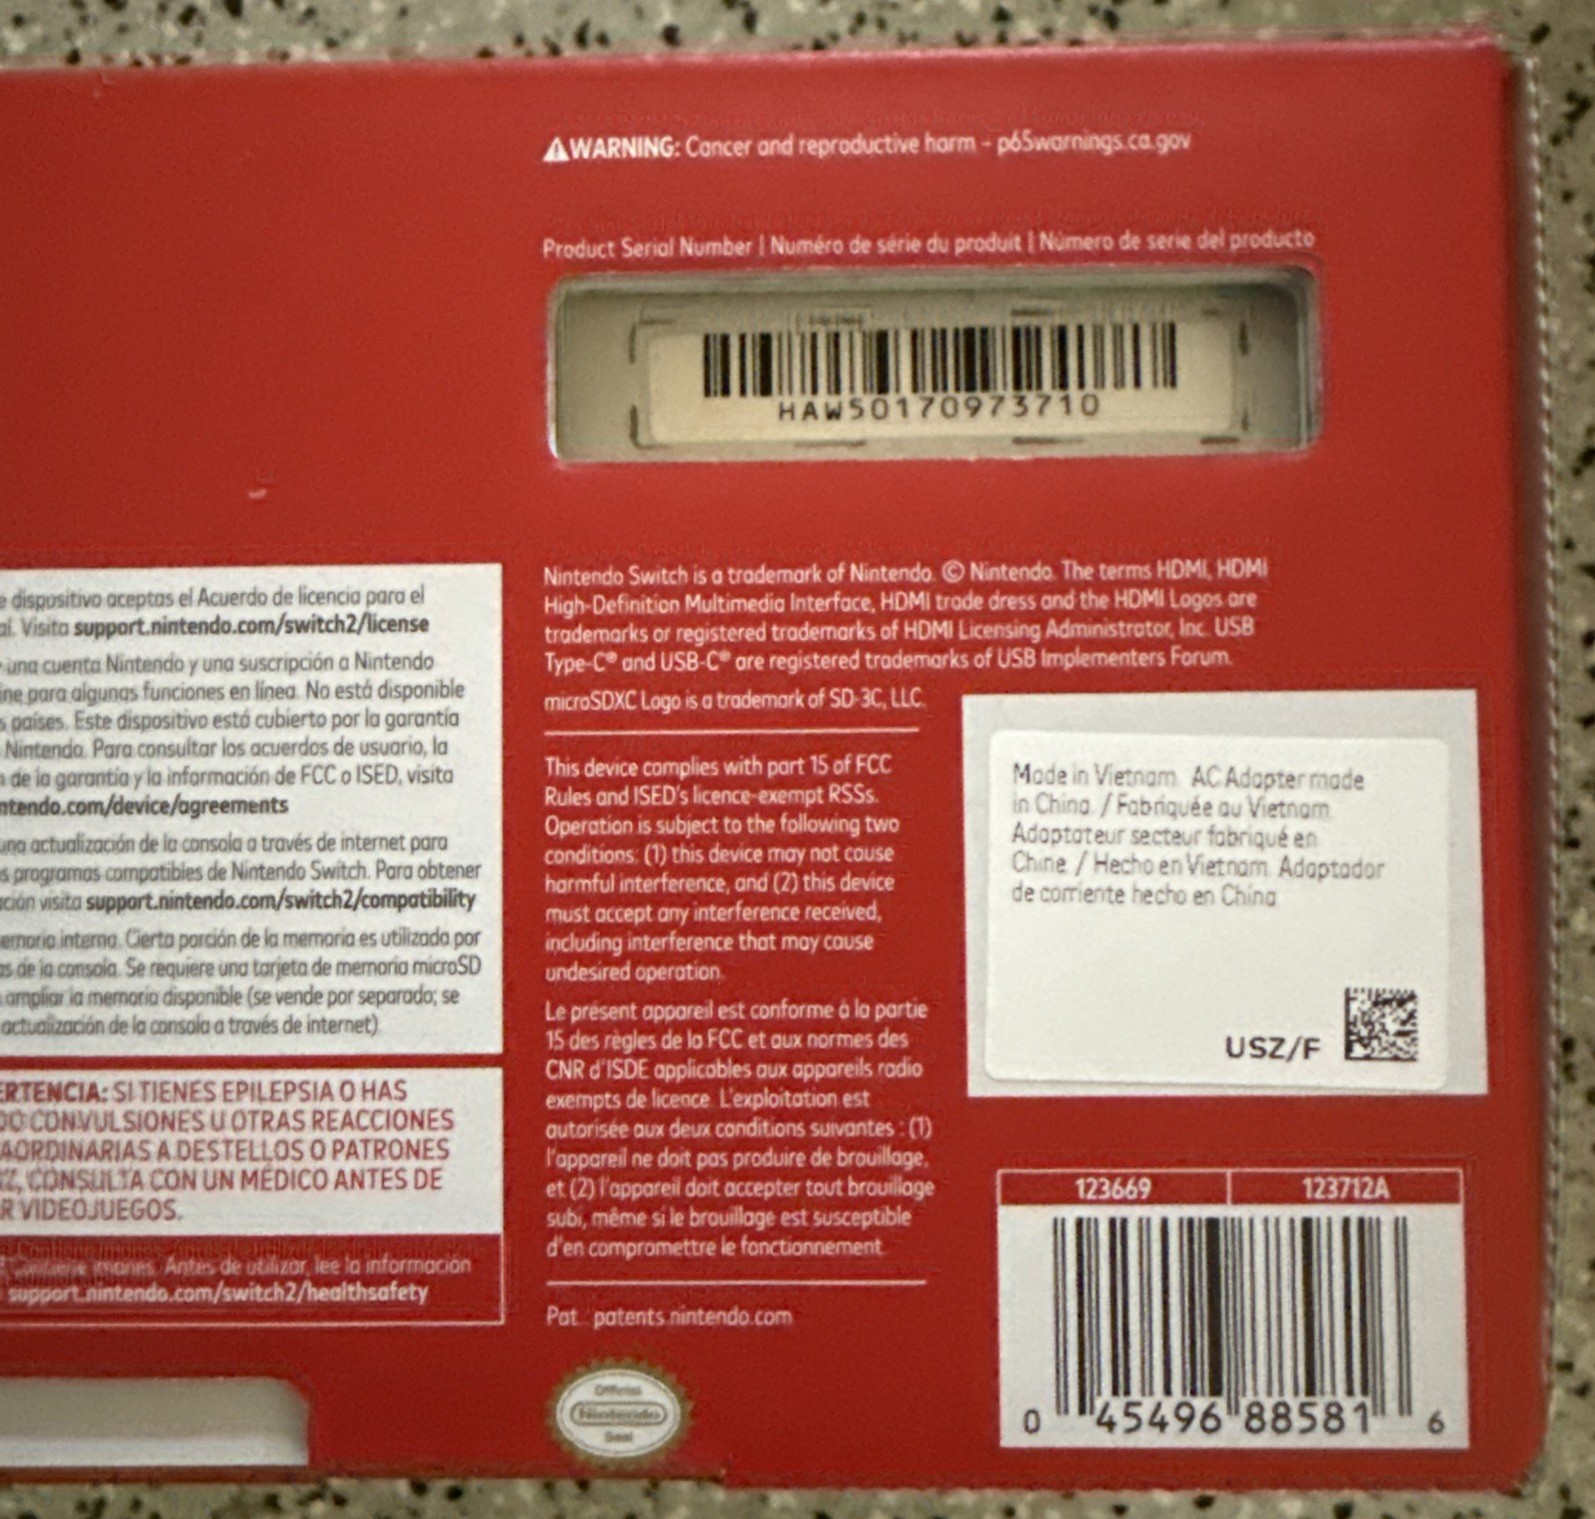 WARNING: Cancer and reproductive harm - p65warnings.ca.gov
Product Serial Number | Numéro de série du produit | Número de serie del producto
HAW50170973710
e dispositivo aceptas el Acuerdo de licencia para el
al. Visita support.nintendo.com/switch2/license
una cuenta Nintendo y una suscripción a Nintendo
ine para algunas funciones en línea. No está disponible
s países. Este dispositivo está cubierto por la garantía
Nintendo. Para consultar los acuerdos de usuario, la
n de la garantía y la información de FCC o ISED, visita
ntendo.com/device/agreements
una actualización de la consola a través de internet para
s programas compatibles de Nintendo Switch. Para obtener
ación visita support.nintendo.com/switch2/compatibility
emoria interna. Cierta porción de la memoria es utilizada por
as de la consola. Se requiere una tarjeta de memoria microSD
ampliar la memoria disponible (se vende por separado; se
actualización de la consola a través de internet)
ERTENCIA: SI TIENES EPILEPSIA O HAS
DO CONVULSIONES U OTRAS REACCIONES
AORDINARIAS A DESTELLOS O PATRONES
Z, CONSULTA CON UN MÉDICO ANTES DE
R VIDEOJUEGOS.
imanes. Antes de utilizar, lee la información
support.nintendo.com/switch2/healthsafety
Nintendo Switch is a trademark of Nintendo. © Nintendo. The terms HDMI, HDMI
High-Definition Multimedia Interface, HDMI trade dress and the HDMI Logos are
trademarks or registered trademarks of HDMI Licensing Administrator, Inc. USB
Type-C® and USB-C® are registered trademarks of USB Implementers Forum.
microSDXC Logo is a trademark of SD-3C, LLC.
This device complies with part 15 of FCC
Rules and ISED's licence-exempt RSSs.
Operation is subject to the following two
conditions: (1) this device may not cause
harmful interference, and (2) this device
must accept any interference received,
including interference that may cause
undesired operation.
Le présent appareil est conforme à la partie
15 des règles de la FCC et aux normes des
CNR d'ISDE applicables aux appareils radio
exempts de licence. L'exploitation est
autorisée aux deux conditions suivantes : (1)
l'appareil ne doit pas produire de brouillage,
et (2) l'appareil doit accepter tout brouillage
subi, même si le brouillage est susceptible
d'en compromettre le fonctionnement.
Pat.: patents.nintendo.com
Official
Nintendo
Seal
Made in Vietnam. AC Adapter made
in China. / Fabriquée au Vietnam.
Adaptateur secteur fabriqué en
Chine. / Hecho en Vietnam. Adaptador
de corriente hecho en China
USZ/F
123669 123712A
0 45496 88581 6